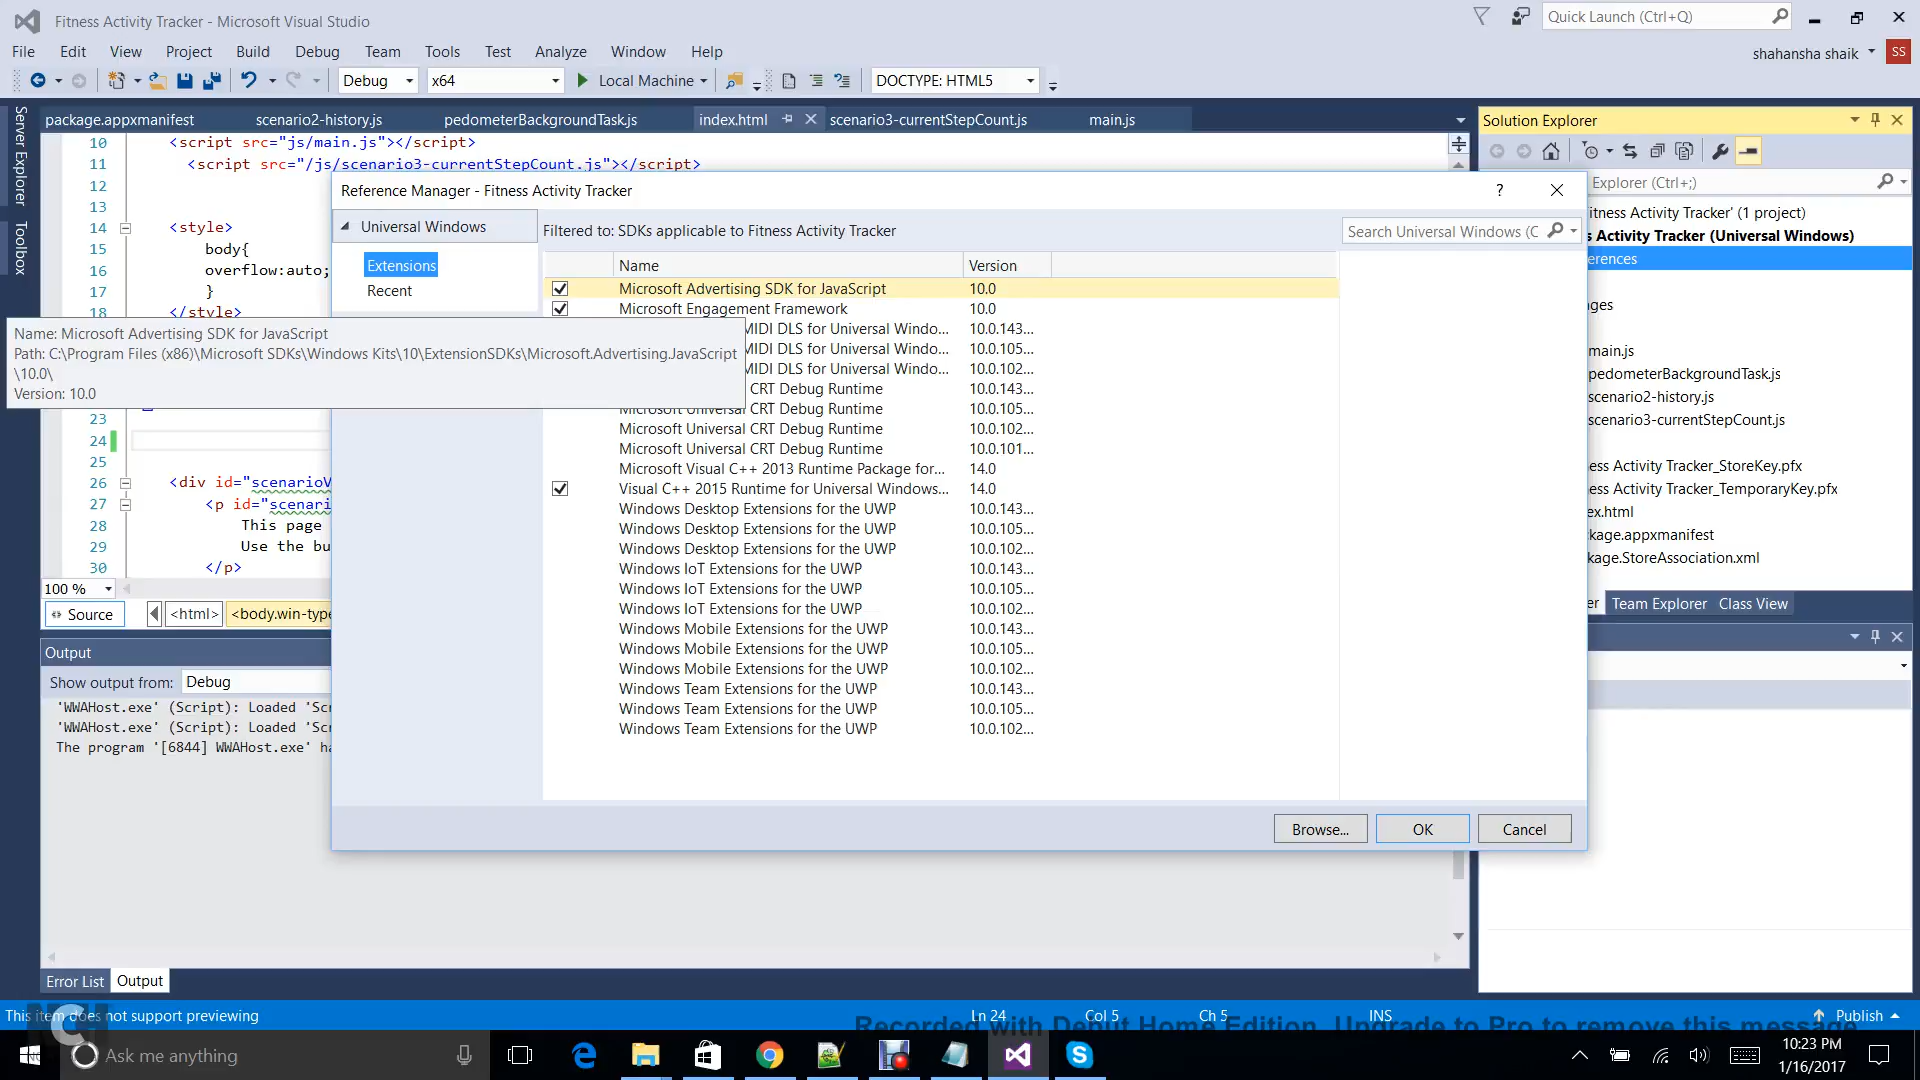 Fitness Activity Tracker - Microsoft Visual Studio
Quick Launch (Ctrl+Q)
File Edit View Project Build Debug Team Tools Test Analyze Window Help
shahansha shaik SS
Debug x64 Local Machine DOCTYPE: HTML5
Server Explorer
Toolbox
package.appxmanifest scenario2-history.js pedometerBackgroundTask.js index.html scenario3-currentStepCount.js main.js
10 <script src="js/main.js"></script>
11 <script src="/js/scenario3-currentStepCount.js"></script>
12
13
14 <style>
15 body{
16 overflow:auto;
17 }
18 </style>
23
24
25
26 <div id="scenarioV
27 <p id="scenari
28 This page
29 Use the bu
30 </p>
100 %
Source <html> <body.win-type
Output
Show output from: Debug
'WWAHost.exe' (Script): Loaded 'Scr
'WWAHost.exe' (Script): Loaded 'Scr
The program '[6844] WWAHost.exe' ha
Error List Output
Reference Manager - Fitness Activity Tracker
?
Universal Windows
Extensions
Recent
Filtered to: SDKs applicable to Fitness Activity Tracker
Search Universal Windows (C
Name Version
Microsoft Advertising SDK for JavaScript 10.0
Microsoft Engagement Framework 10.0
MIDI DLS for Universal Windo... 10.0.143...
MIDI DLS for Universal Windo... 10.0.105...
MIDI DLS for Universal Windo... 10.0.102...
CRT Debug Runtime 10.0.143...
Microsoft Universal CRT Debug Runtime 10.0.105...
Microsoft Universal CRT Debug Runtime 10.0.102...
Microsoft Universal CRT Debug Runtime 10.0.101...
Microsoft Visual C++ 2013 Runtime Package for... 14.0
Visual C++ 2015 Runtime for Universal Windows... 14.0
Windows Desktop Extensions for the UWP 10.0.143...
Windows Desktop Extensions for the UWP 10.0.105...
Windows Desktop Extensions for the UWP 10.0.102...
Windows IoT Extensions for the UWP 10.0.143...
Windows IoT Extensions for the UWP 10.0.105...
Windows IoT Extensions for the UWP 10.0.102...
Windows Mobile Extensions for the UWP 10.0.143...
Windows Mobile Extensions for the UWP 10.0.105...
Windows Mobile Extensions for the UWP 10.0.102...
Windows Team Extensions for the UWP 10.0.143...
Windows Team Extensions for the UWP 10.0.105...
Windows Team Extensions for the UWP 10.0.102...
Browse... OK Cancel
Name: Microsoft Advertising SDK for JavaScript
Path: C:\Program Files (x86)\Microsoft SDKs\Windows Kits\10\ExtensionSDKs\Microsoft.Advertising.JavaScript
\10.0\
Version: 10.0
Solution Explorer
Explorer (Ctrl+;)
itness Activity Tracker' (1 project)
s Activity Tracker (Universal Windows)
erences
ges
main.js
pedometerBackgroundTask.js
scenario2-history.js
scenario3-currentStepCount.js
ess Activity Tracker_StoreKey.pfx
ess Activity Tracker_TemporaryKey.pfx
ex.html
kage.appxmanifest
kage.StoreAssociation.xml
er Team Explorer Class View
This item does not support previewing
Ln 24 Col 5 Ch 5 INS
Publish
Recorded with Debut Home Edition. Upgrade to Pro to remove this message
Ask me anything
10:23 PM
1/16/2017